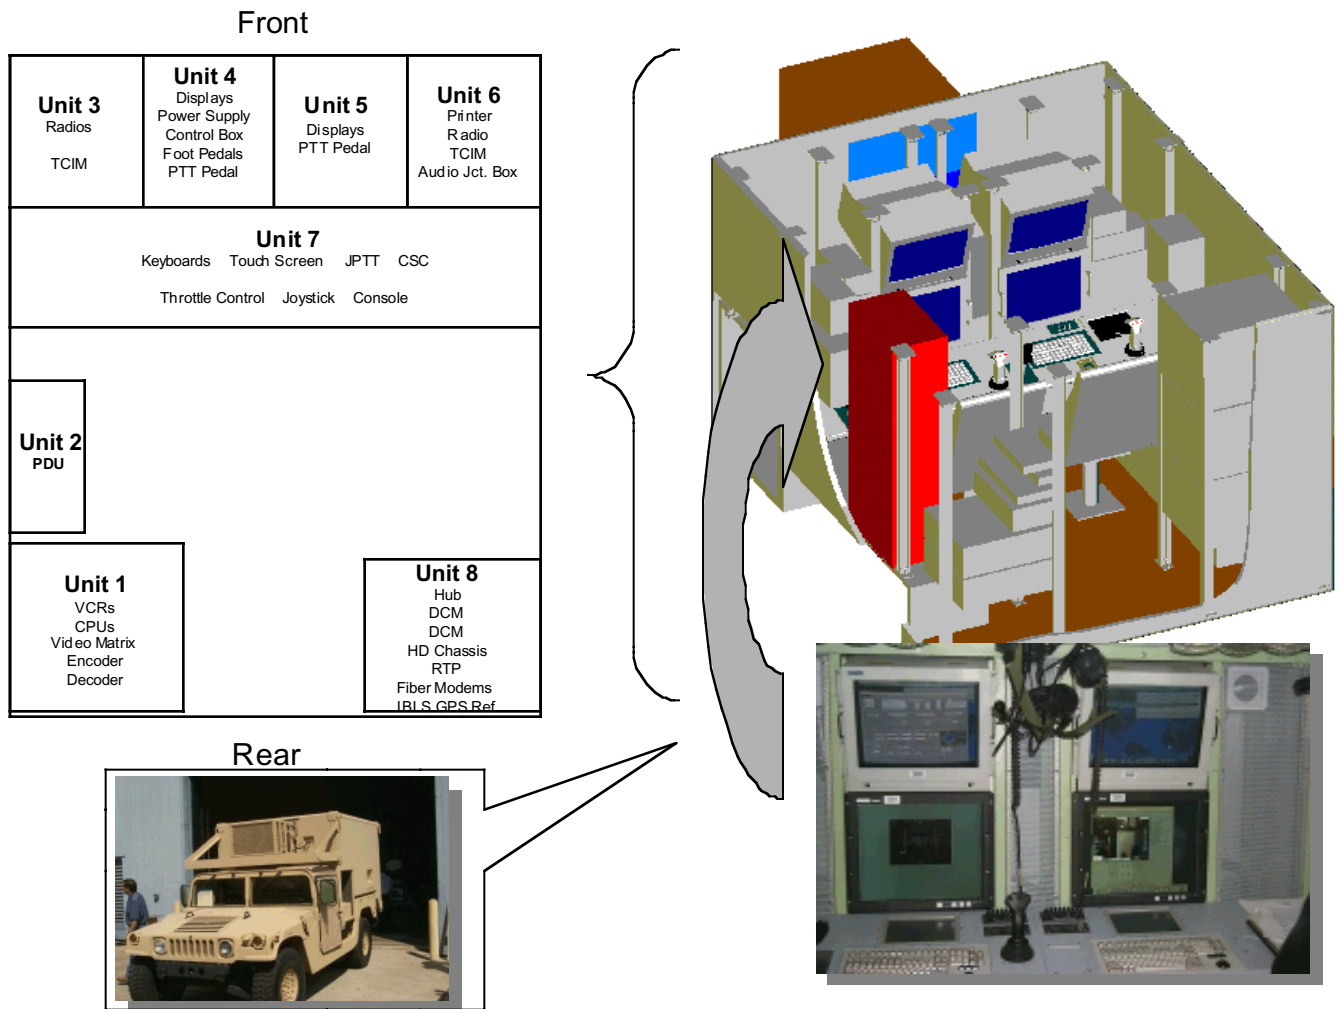 Front
Unit 3
Radios
TCIM
Unit 4
Displays
Power Supply
Control Box
Foot Pedals
PTT Pedal
Unit 5
Displays
PTT Pedal
Unit 6
Printer
Radio
TCIM
Audio Jct. Box
Unit 7
Keyboards Touch Screen JPTT CSC
Throttle Control Joystick Console
Unit 2
PDU
Unit 1
VCRs
CPUs
Video Matrix
Encoder
Decoder
Unit 8
Hub
DCM
DCM
HD Chassis
RTP
Fiber Modems
IBLS GPS Ref
Rear